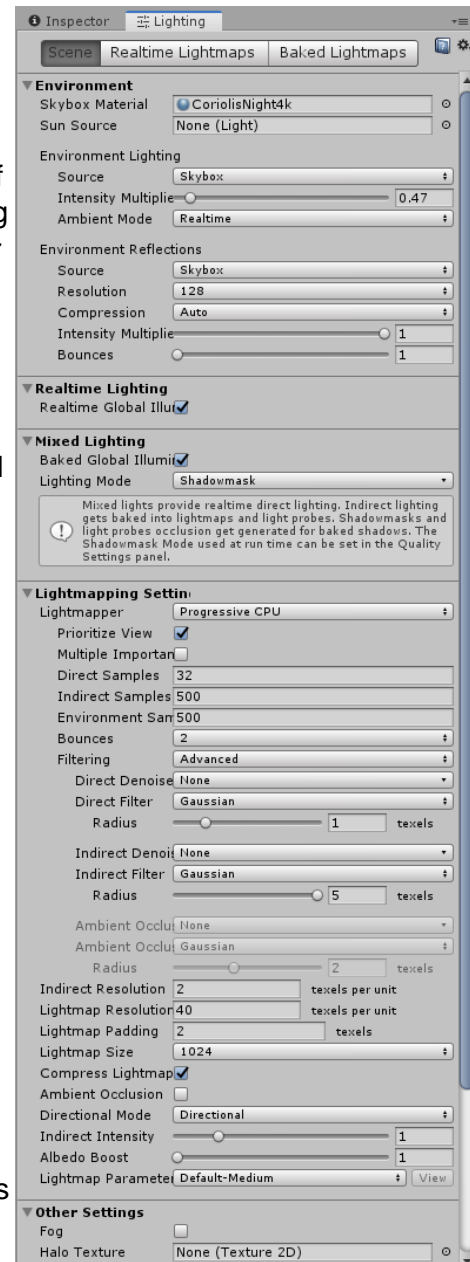 Inspector Lighting
Scene Realtime Lightmaps Baked Lightmaps
Environment
Skybox Material CoriolisNight4k
Sun Source None (Light)
Environment Lighting
Source Skybox
Intensity Multiplie 0.47
Ambient Mode Realtime
Environment Reflections
Source Skybox
Resolution 128
Compression Auto
Intensity Multiplie 1
Bounces 1
Realtime Lighting
Realtime Global Illu
Mixed Lighting
Baked Global Illumi
Lighting Mode Shadowmask
Mixed lights provide realtime direct lighting. Indirect lighting
gets baked into lightmaps and light probes. Shadowmasks and
light probes occlusion get generated for baked shadows. The
Shadowmask Mode used at run time can be set in the Quality
Settings panel.
Lightmapping Settin
Lightmapper Progressive CPU
Prioritize View
Multiple Importan
Direct Samples 32
Indirect Samples 500
Environment Sam 500
Bounces 2
Filtering Advanced
Direct Denoise None
Direct Filter Gaussian
Radius 1 texels
Indirect Denois None
Indirect Filter Gaussian
Radius 5 texels
Ambient Occlu None
Ambient Occlu Gaussian
Radius 2 texels
Indirect Resolution 2 texels per unit
Lightmap Resolution 40 texels per unit
Lightmap Padding 2 texels
Lightmap Size 1024
Compress Lightmap
Ambient Occlusion
Directional Mode Directional
Indirect Intensity 1
Albedo Boost 1
Lightmap Parameter Default-Medium View
Other Settings
Fog
Halo Texture None (Texture 2D)